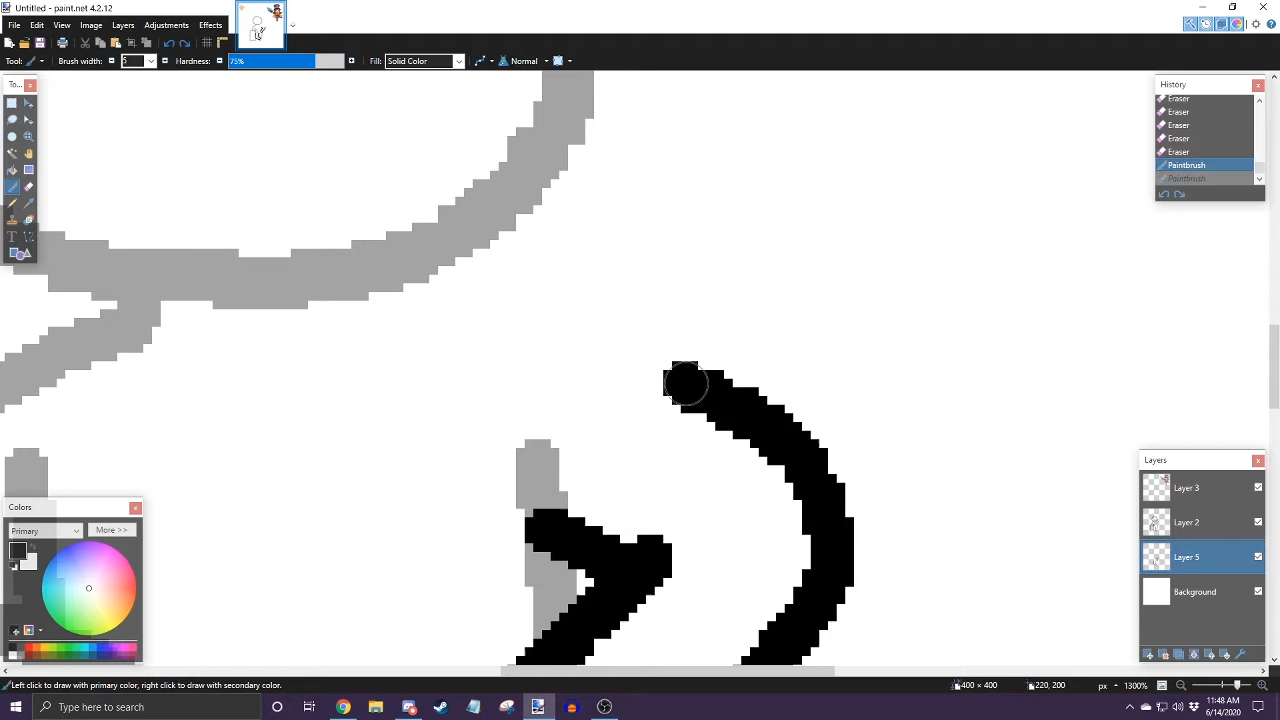 Untitled - paint.net 4.2.12
File Edit View Image Layers Adjustments Effects
Tool: Brush width: 5 Hardness: 75% Fill: Solid Color Normal
To...
History
Eraser
Eraser
Eraser
Eraser
Eraser
Paintbrush
Paintbrush
Layers
Layer 3
Layer 2
Layer 5
Background
Colors
Primary More >>
Left click to draw with primary color, right click to draw with secondary color. 400 × 400 220, 200 px 1300%
Type here to search
11:48 AM
6/14/2020